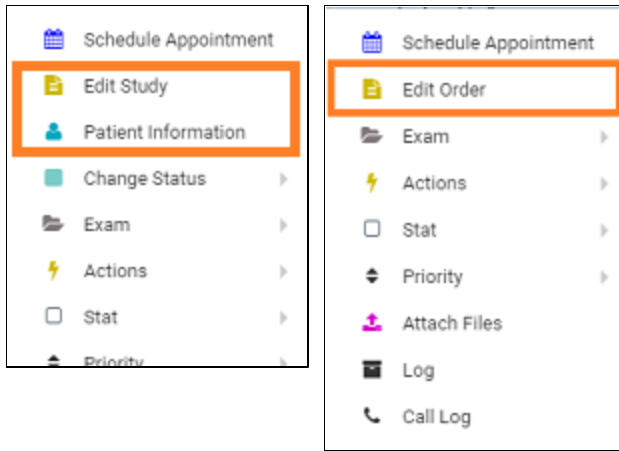 Schedule Appointment
Edit Study
Patient Information
Change Status
Exam
Actions
Stat
Priority
Schedule Appointment
Edit Order
Exam
Actions
Stat
Priority
Attach Files
Log
Call Log